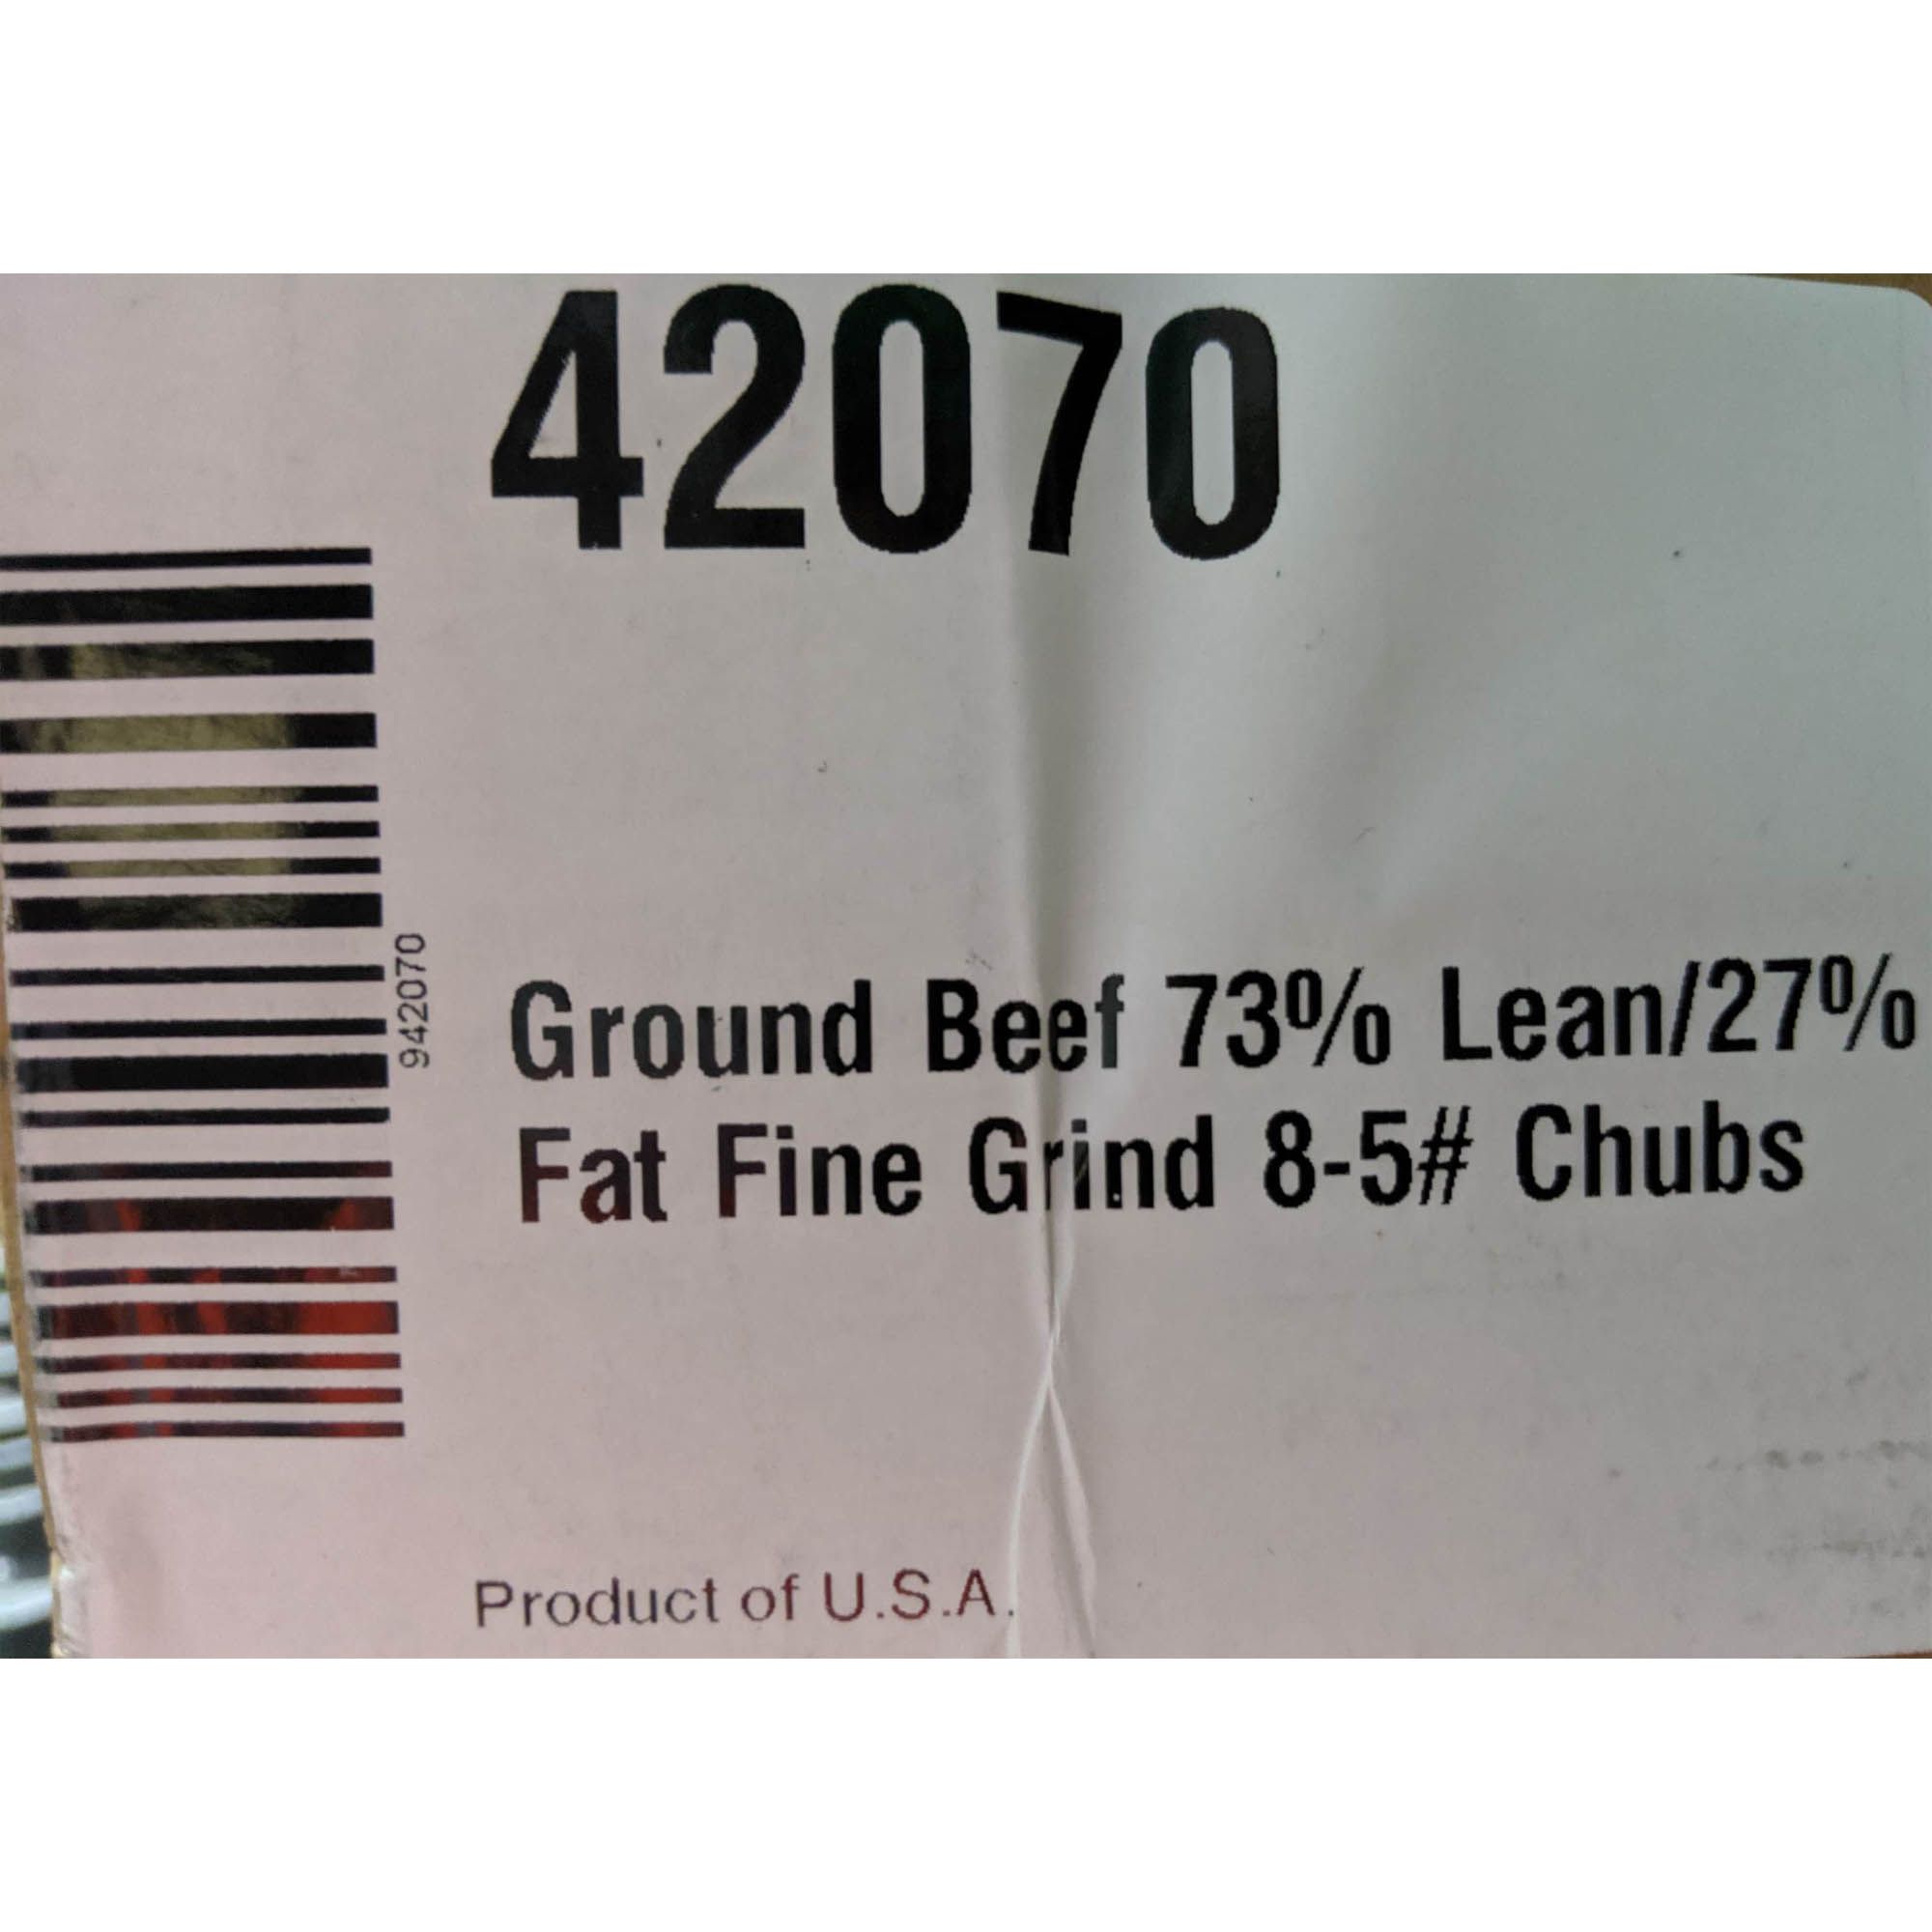 42070
942070
Ground Beef 73% Lean/27%
Fat Fine Grind 8-5# Chubs
Product of U.S.A.